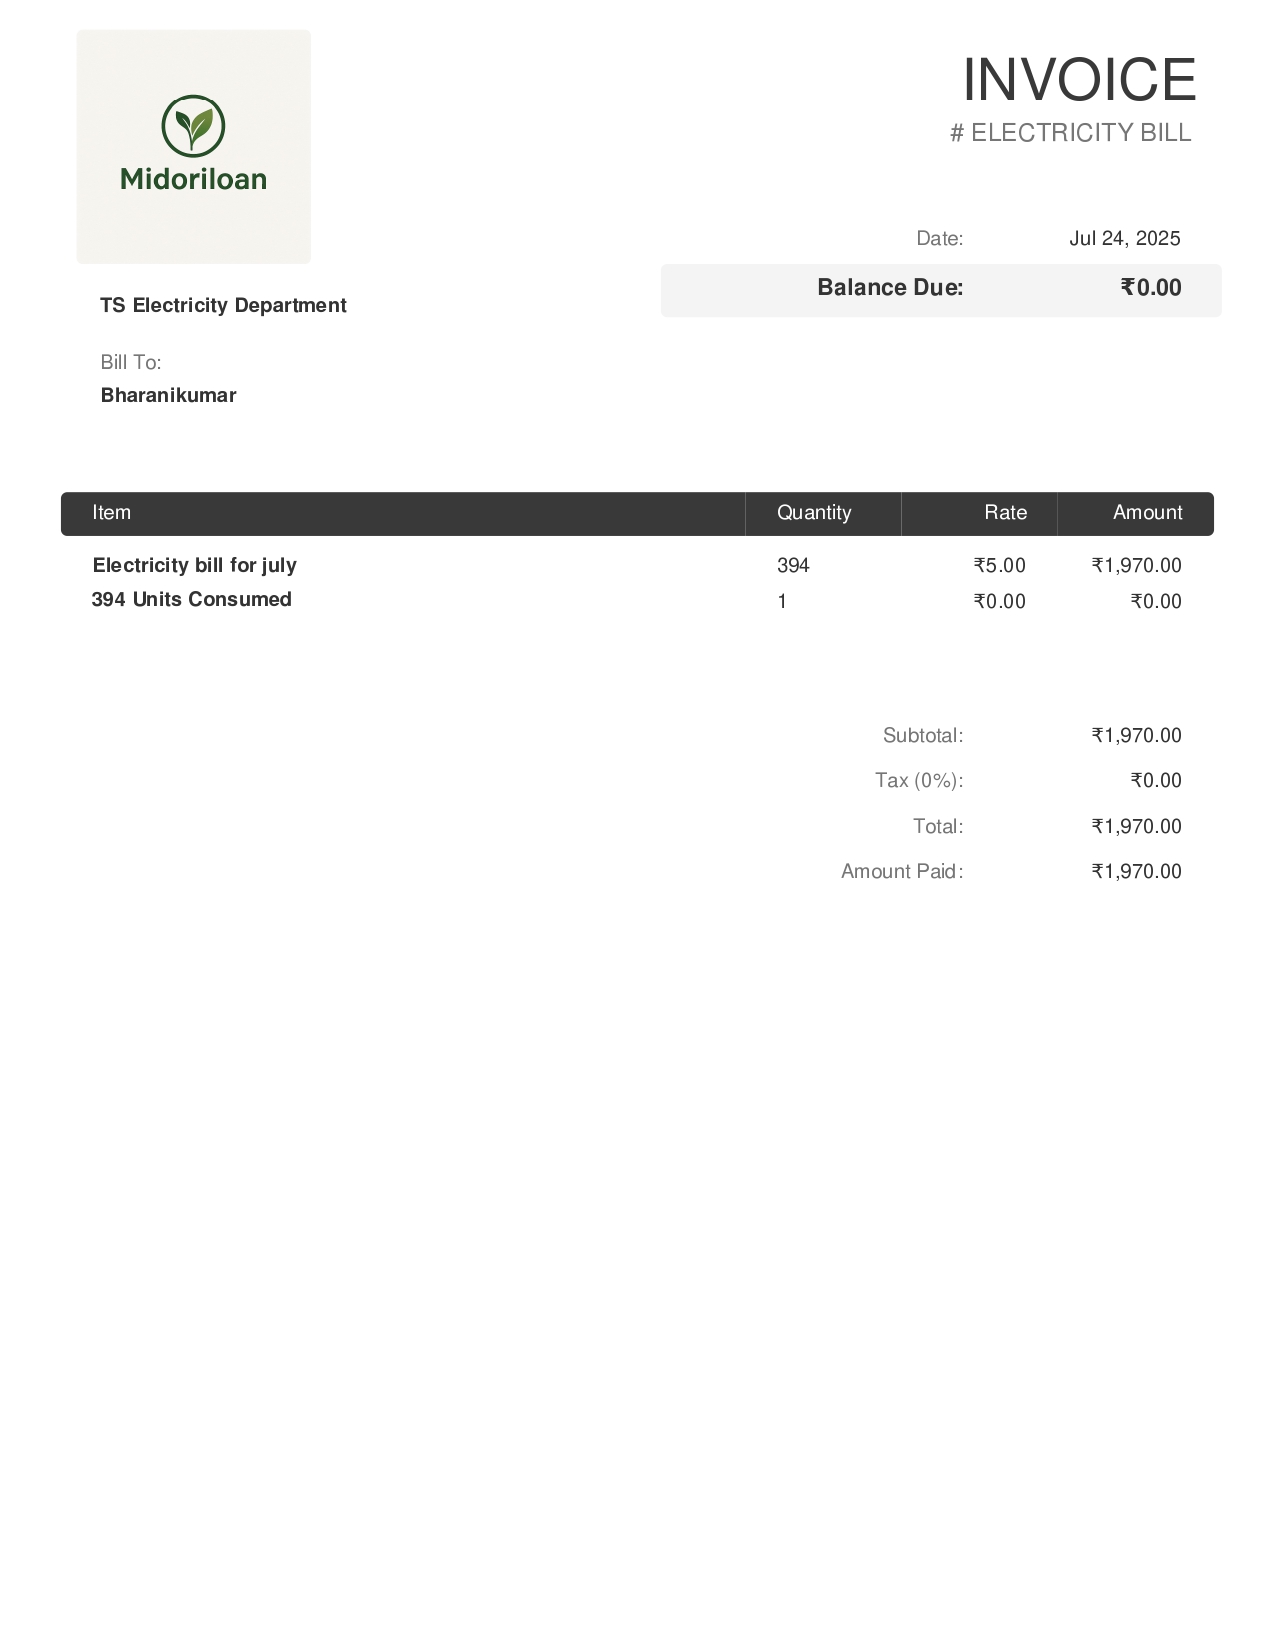 Midoriloan
INVOICE
# ELECTRICITY BILL
Date: Jul 24, 2025
Balance Due: ₹0.00
TS Electricity Department
Bill To:
Bharanikumar
Item Quantity Rate Amount
Electricity bill for july 394 ₹5.00 ₹1,970.00
394 Units Consumed 1 ₹0.00 ₹0.00
Subtotal: ₹1,970.00
Tax (0%): ₹0.00
Total: ₹1,970.00
Amount Paid: ₹1,970.00